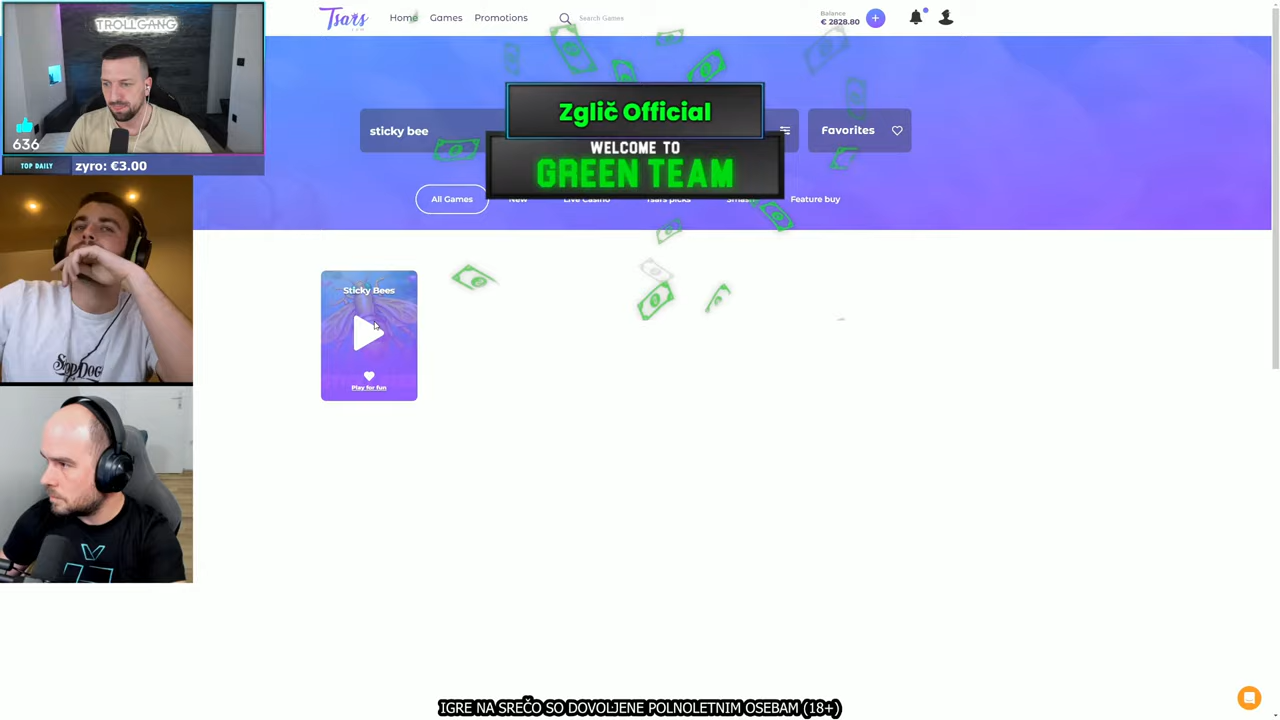 TROLLGANG
636
TOP DAILY
zyro: €3.00
Tsars
.com
Home
Games
Promotions
Search Games
Balance
€ 2828.80
sticky bee
Zglič Official
WELCOME TO
GREEN TEAM
Favorites
All Games
New
Live Casino
Tsars picks
Feature buy
Sticky Bees
Play for fun
IGRE NA SREČO SO DOVOLJENE POLNOLETNIM OSEBAM (18+)